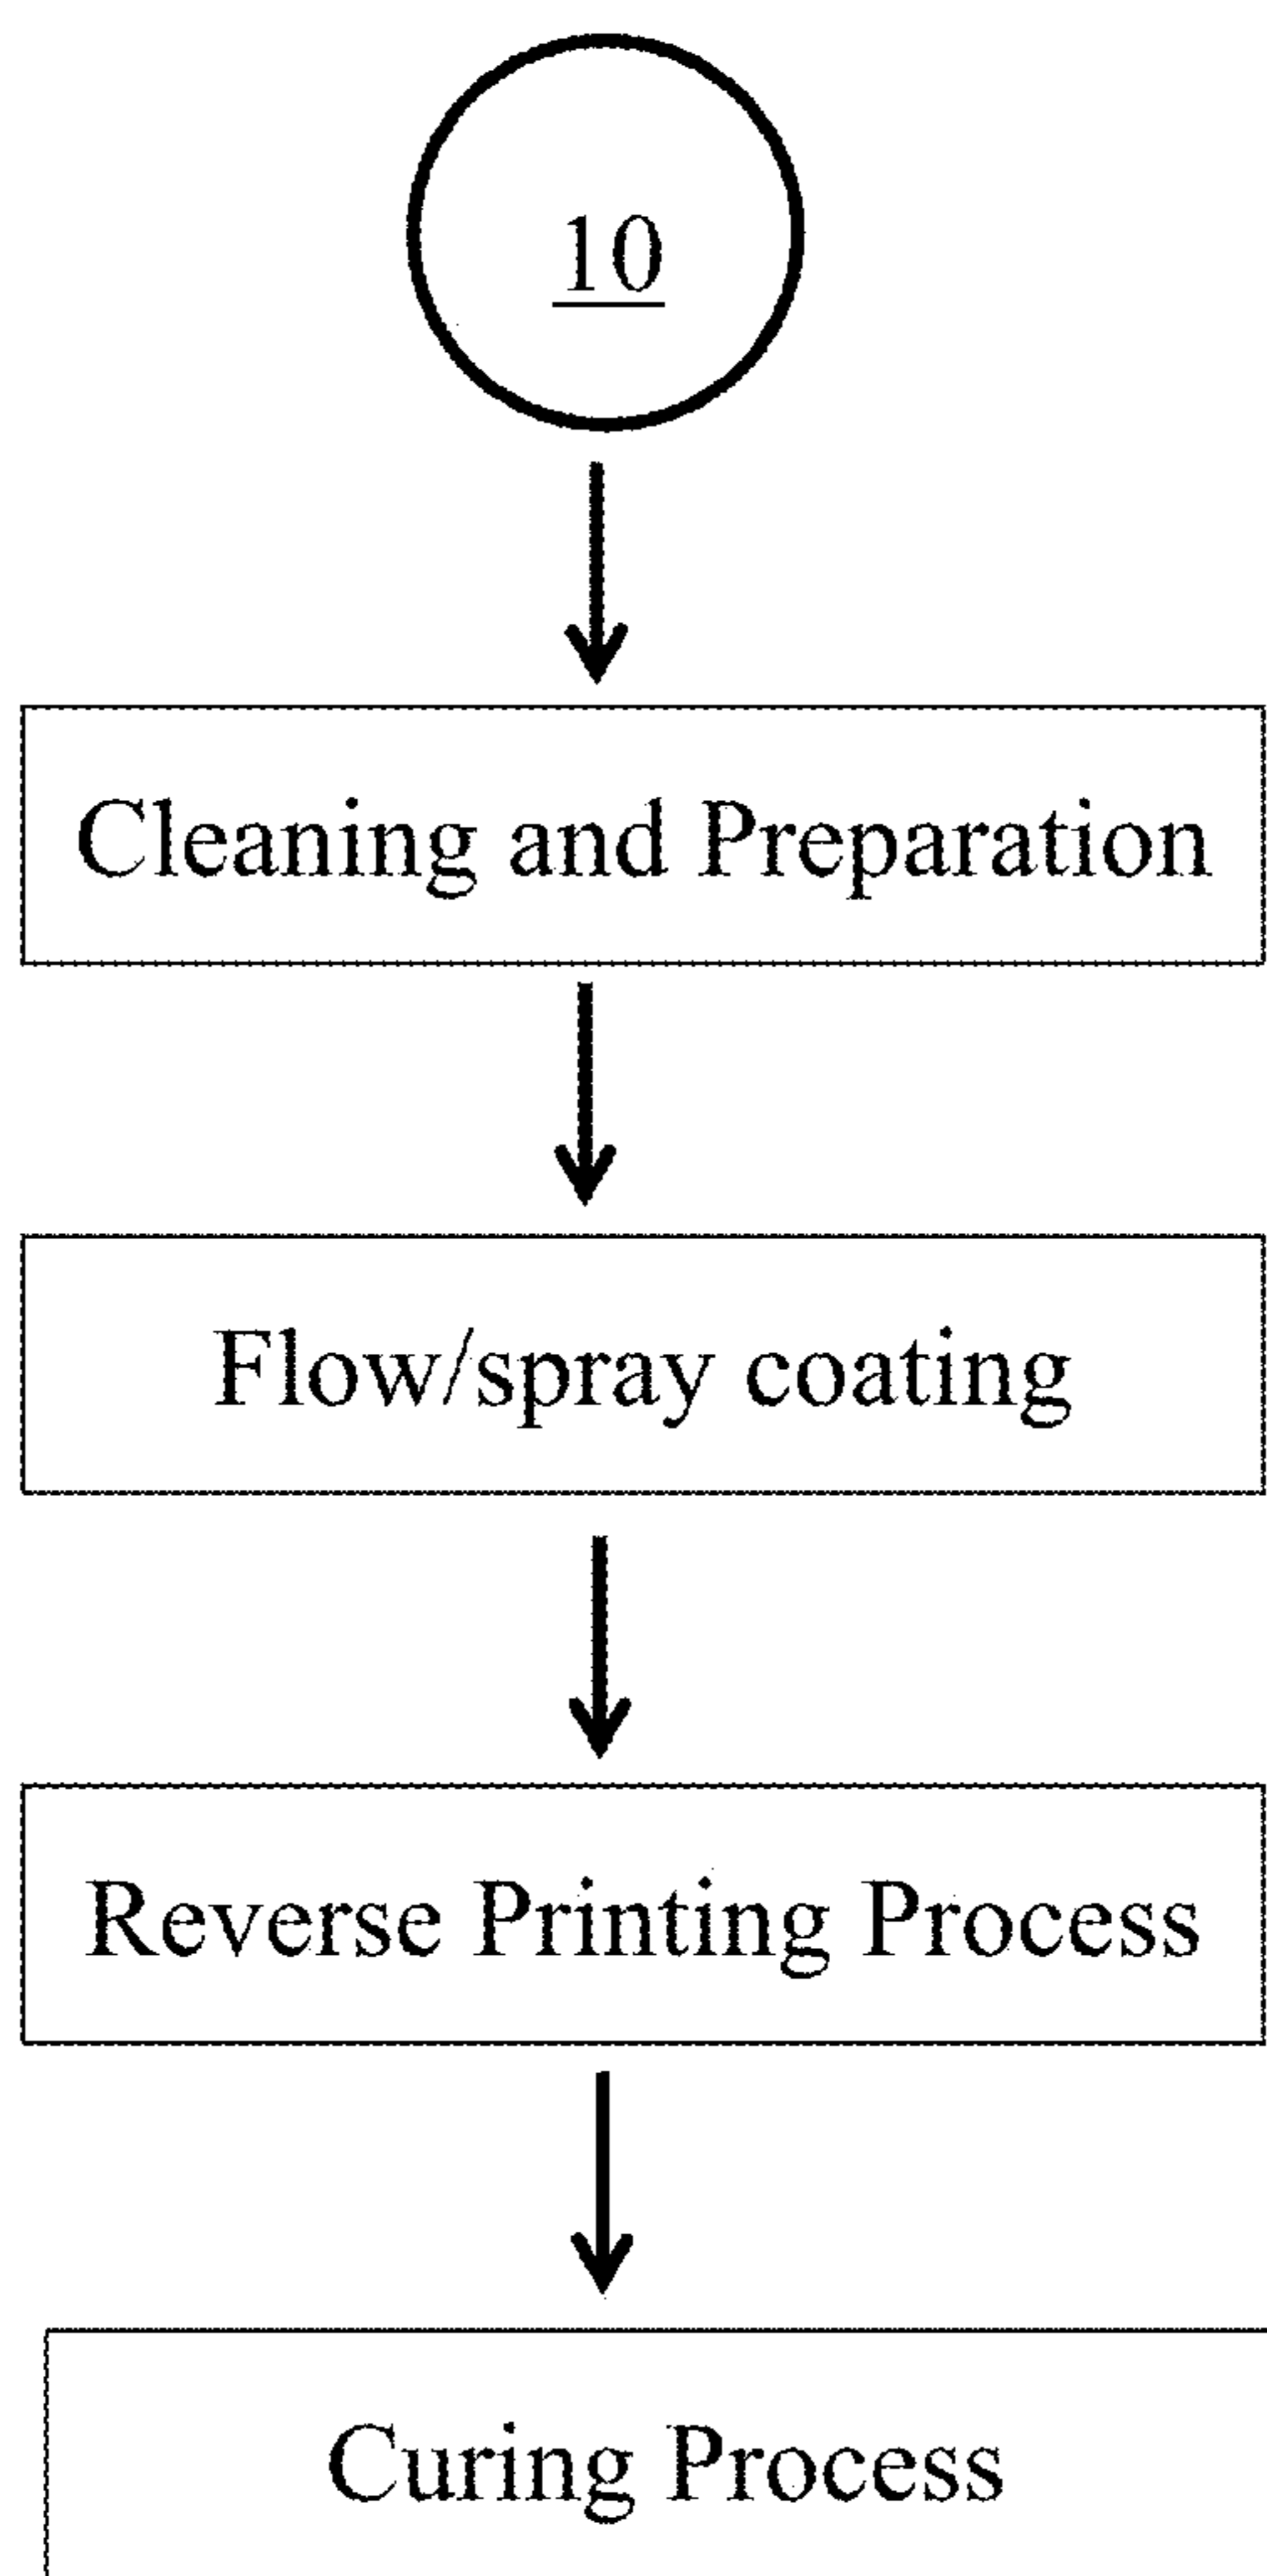 10
Cleaning and Preparation
Flow/spray coating
Reverse Printing Process
Curing Process